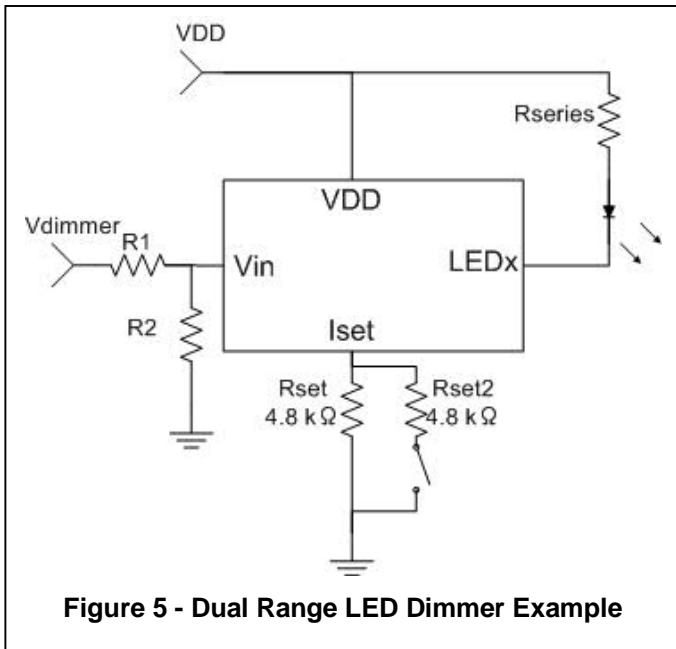 VDD
Rseries
VDD
Vdimmer
R1
Vin
LEDx
R2
Iset
Rset
4.8 kΩ
Rset2
4.8 kΩ
Figure 5 - Dual Range LED Dimmer Example